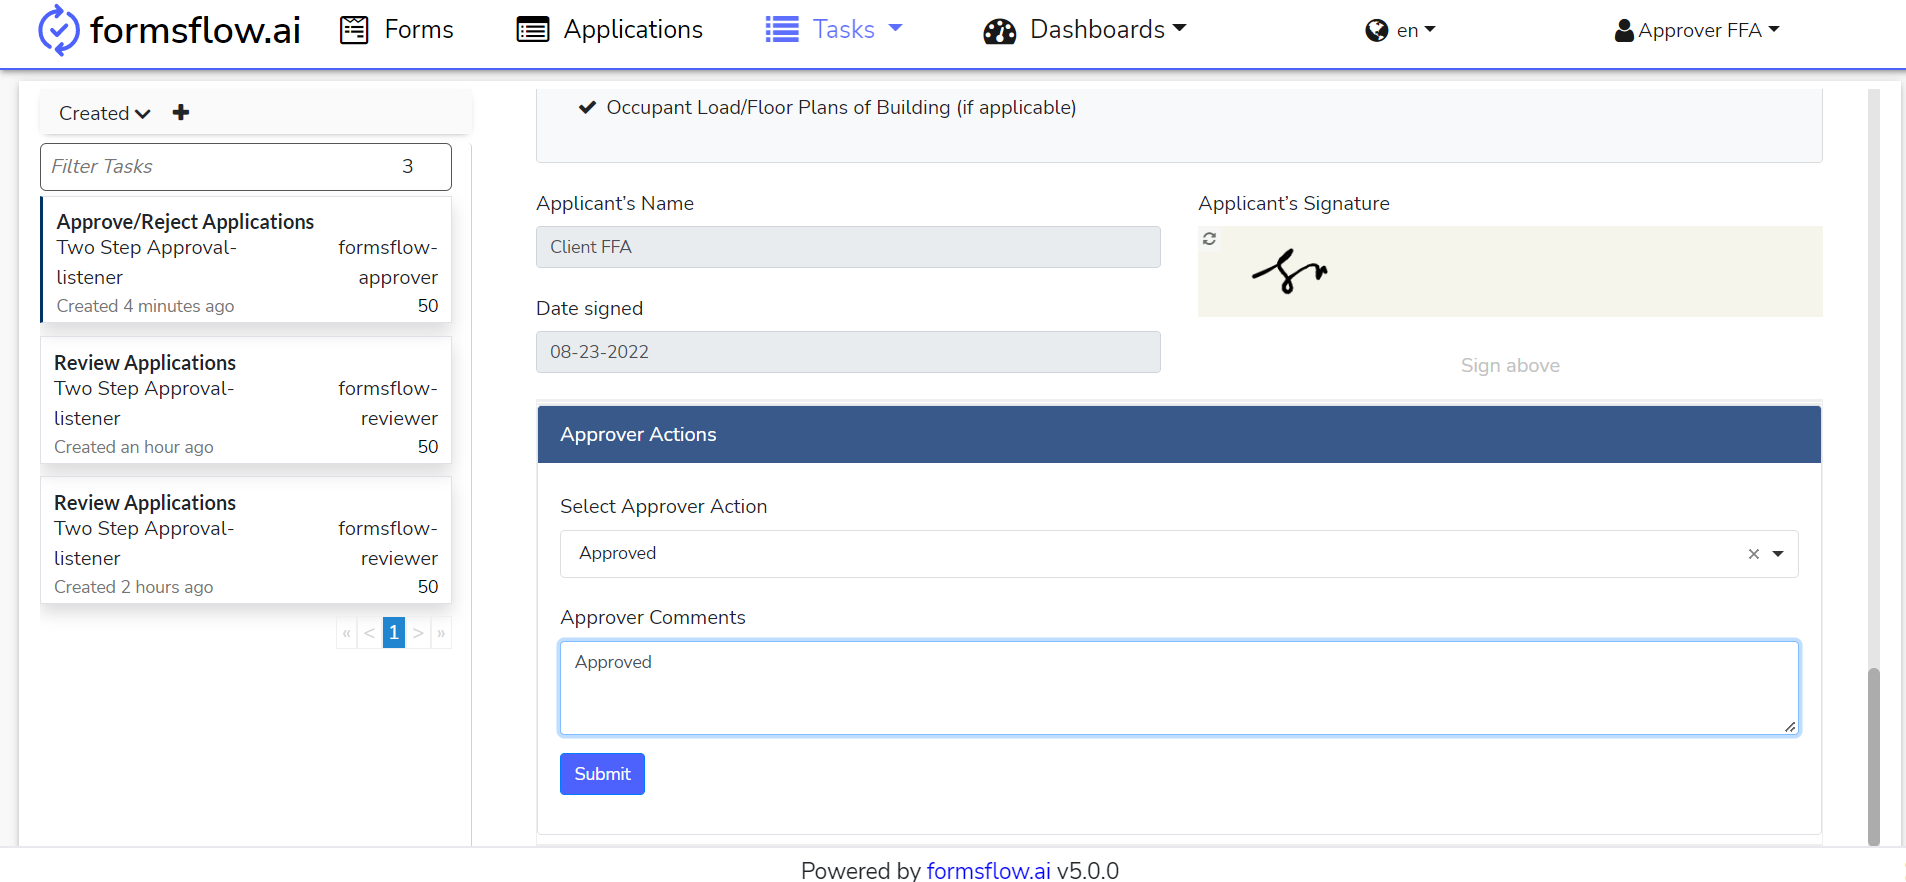 formsflow.ai Forms Applications Tasks Dashboards en Approver FFA
Created
Filter Tasks 3
Approve/Reject Applications
Two Step Approval- formsflow-
listener approver
Created 4 minutes ago 50
Review Applications
Two Step Approval- formsflow-
listener reviewer
Created an hour ago 50
Review Applications
Two Step Approval- formsflow-
listener reviewer
Created 2 hours ago 50
« < 1 > »
Occupant Load/Floor Plans of Building (if applicable)
Applicant's Name
Client FFA
Applicant's Signature
Date signed
08-23-2022
Sign above
Approver Actions
Select Approver Action
Approved ×
Approver Comments
Approved
Submit
Powered by formsflow.ai v5.0.0